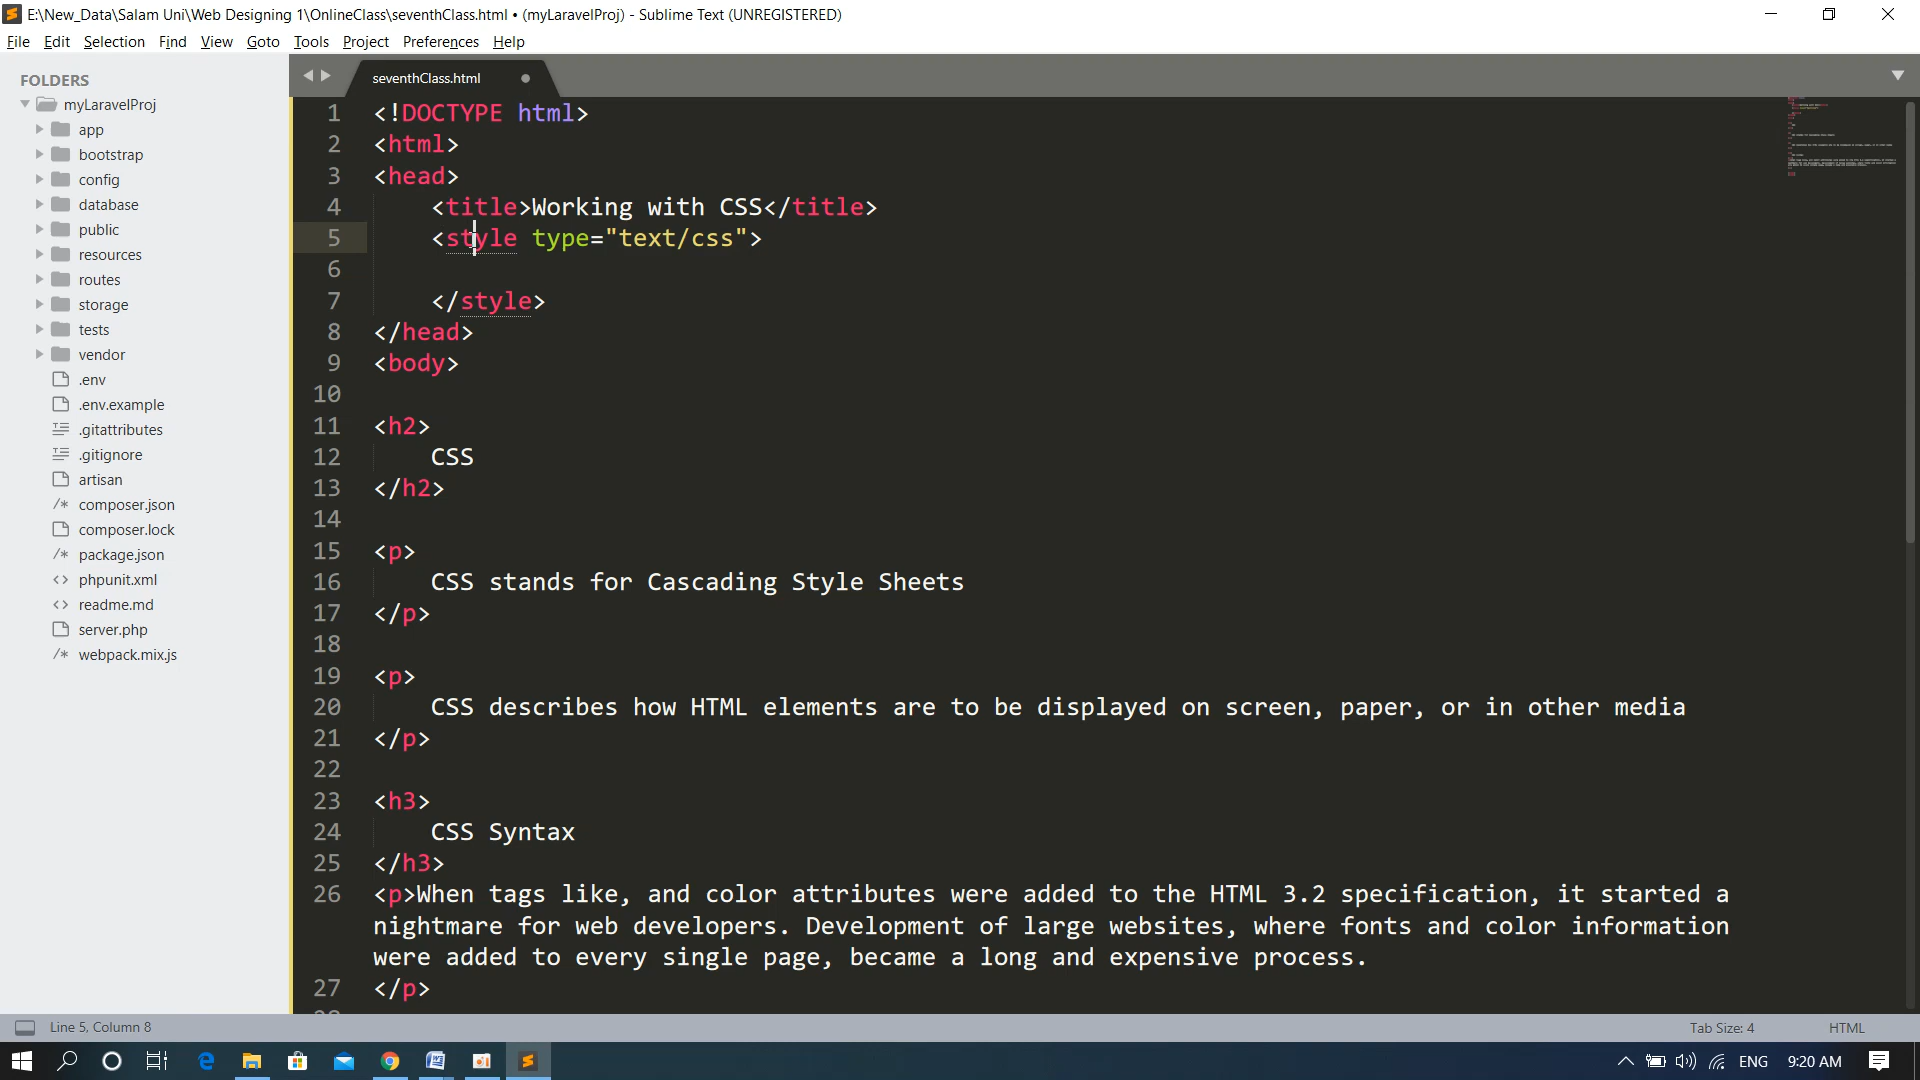 E:\New_Data\Salam Uni\Web Designing 1\OnlineClass\seventhClass.html • (myLaravelProj) - Sublime Text (UNREGISTERED)
File Edit Selection Find View Goto Tools Project Preferences Help
FOLDERS
myLaravelProj
app
bootstrap
config
database
public
resources
routes
storage
tests
vendor
.env
.env.example
.gitattributes
.gitignore
artisan
/* composer.json
composer.lock
/* package.json
<> phpunit.xml
<> readme.md
server.php
/* webpack.mix.js
seventhClass.html
1 <!DOCTYPE html>
2 <html>
3 <head>
4 <title>Working with CSS</title>
5 <style type="text/css">
6
7 </style>
8 </head>
9 <body>
10
11 <h2>
12 CSS
13 </h2>
14
15 <p>
16 CSS stands for Cascading Style Sheets
17 </p>
18
19 <p>
20 CSS describes how HTML elements are to be displayed on screen, paper, or in other media
21 </p>
22
23 <h3>
24 CSS Syntax
25 </h3>
26 <p>When tags like, and color attributes were added to the HTML 3.2 specification, it started a
nightmare for web developers. Development of large websites, where fonts and color information
were added to every single page, became a long and expensive process.
27 </p>
Line 5, Column 8
Tab Size: 4
HTML
ENG
9:20 AM